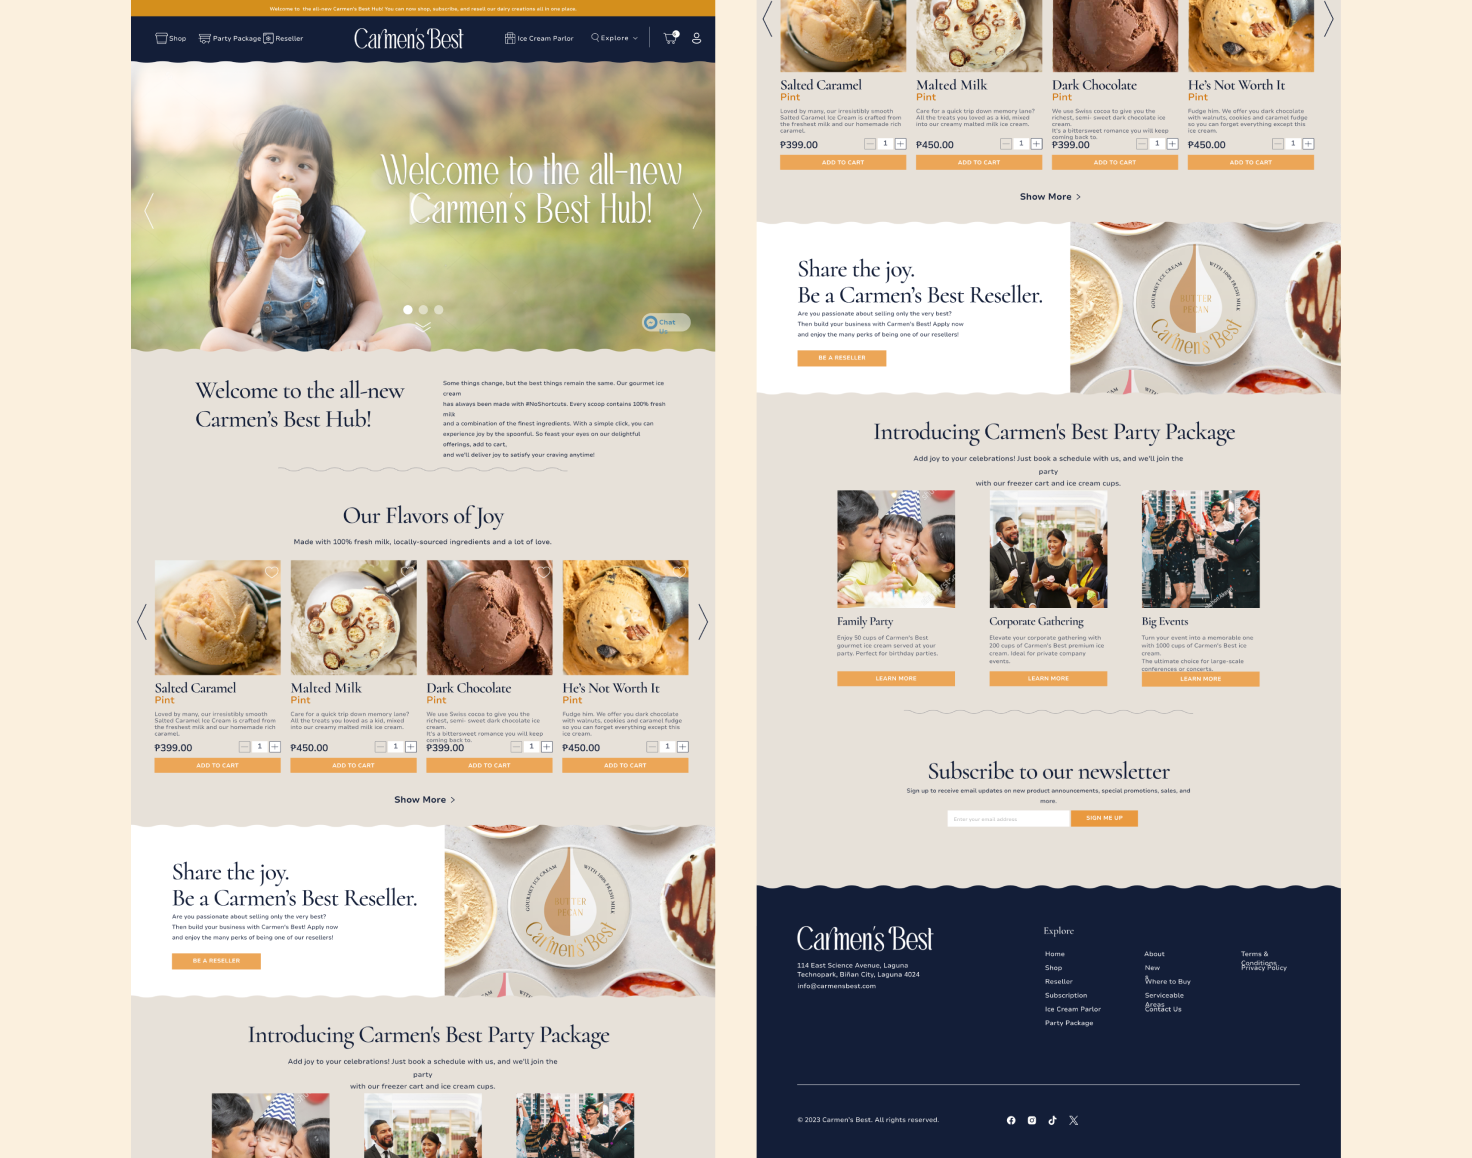 Welcome to the all-new Carmen's Best Hub! You can now shop, subscribe, and resell our dairy creations all in one place.
Shop
Party Package
Reseller
Carmen's Best
Ice Cream Parlor
Explore
Welcome to the all-new
Carmen's Best Hub!
Chat
Us
Welcome to the all-new
Carmen's Best Hub!
Some things change, but the best things remain the same. Our gourmet ice
cream
has always been made with #NoShortcuts. Every scoop contains 100% fresh
milk
and a combination of the finest ingredients. With a simple click, you can
experience joy by the spoonful. So feast your eyes on our delightful
offerings, add to cart,
and we'll deliver joy to satisfy your craving anytime!
Our Flavors of Joy
Made with 100% fresh milk, locally-sourced ingredients and a lot of love.
Salted Caramel
Pint
Loved by many, our irresistibly smooth
Salted Caramel Ice Cream is crafted from
the freshest milk and our homemade rich
caramel.
₱399.00
1
ADD TO CART
Malted Milk
Pint
Care for a quick trip down memory lane?
All the treats you loved as a kid, mixed
into our creamy malted milk ice cream.
₱450.00
1
ADD TO CART
Dark Chocolate
Pint
We use Swiss cocoa to give you the
richest, semi- sweet dark chocolate ice
cream.
It's a bittersweet romance you will keep
coming back to.
₱399.00
1
ADD TO CART
He's Not Worth It
Pint
Fudge him. We offer you dark chocolate
with walnuts, cookies and caramel fudge
so you can forget everything except this
ice cream.
₱450.00
1
ADD TO CART
Show More
Share the joy.
Be a Carmen's Best Reseller.
Are you passionate about selling only the very best?
Then build your business with Carmen's Best! Apply now
and enjoy the many perks of being one of our resellers!
BE A RESELLER
GOURMET ICE CREAM
WITH 100% FRESH MILK
BUTTER
PECAN
Carmen's Best
Introducing Carmen's Best Party Package
Add joy to your celebrations! Just book a schedule with us, and we'll join the
party
with our freezer cart and ice cream cups.
Salted Caramel
Pint
Loved by many, our irresistibly smooth
Salted Caramel Ice Cream is crafted from
the freshest milk and our homemade rich
caramel.
₱399.00
1
ADD TO CART
Malted Milk
Pint
Care for a quick trip down memory lane?
All the treats you loved as a kid, mixed
into our creamy malted milk ice cream.
₱450.00
1
ADD TO CART
Dark Chocolate
Pint
We use Swiss cocoa to give you the
richest, semi- sweet dark chocolate ice
cream.
It's a bittersweet romance you will keep
coming back to.
₱399.00
1
ADD TO CART
He's Not Worth It
Pint
Fudge him. We offer you dark chocolate
with walnuts, cookies and caramel fudge
so you can forget everything except this
ice cream.
₱450.00
1
ADD TO CART
Show More
Share the joy.
Be a Carmen's Best Reseller.
Are you passionate about selling only the very best?
Then build your business with Carmen's Best! Apply now
and enjoy the many perks of being one of our resellers!
BE A RESELLER
GOURMET ICE CREAM
WITH 100% FRESH MILK
BUTTER
PECAN
Carmen's Best
Introducing Carmen's Best Party Package
Add joy to your celebrations! Just book a schedule with us, and we'll join the
party
with our freezer cart and ice cream cups.
Family Party
Enjoy 50 cups of Carmen's Best
gourmet ice cream served at your
party. Perfect for birthday parties.
LEARN MORE
Corporate Gathering
Elevate your corporate gathering with
200 cups of Carmen's Best premium ice
cream. Ideal for private company
events.
LEARN MORE
Big Events
Turn your event into a memorable one
with 1000 cups of Carmen's Best ice
cream.
The ultimate choice for large-scale
conferences or concerts.
LEARN MORE
Subscribe to our newsletter
Sign up to receive email updates on new product announcements, special promotions, sales, and
more.
Enter your email address
SIGN ME UP
Carmen's Best
114 East Science Avenue, Laguna
Technopark, Biñan City, Laguna 4024
info@carmensbest.com
Explore
Home
Shop
Reseller
Subscription
Ice Cream Parlor
Party Package
About
New
s
Where to Buy
Serviceable
Areas
Contact Us
Terms &
Conditions
Privacy Policy
© 2023 Carmen's Best. All rights reserved.